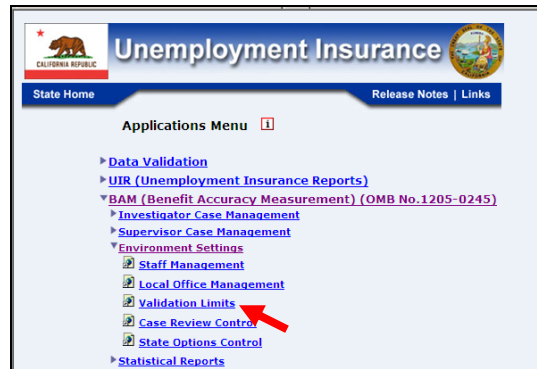 CALIFORNIA REPUBLIC
Unemployment Insurance
State Home
Release Notes | Links
Applications Menu
Data Validation
UIR (Unemployment Insurance Reports)
BAM (Benefit Accuracy Measurement) (OMB No.1205-0245)
Investigator Case Management
Supervisor Case Management
Environment Settings
Staff Management
Local Office Management
Validation Limits
Case Review Control
State Options Control
Statistical Reports